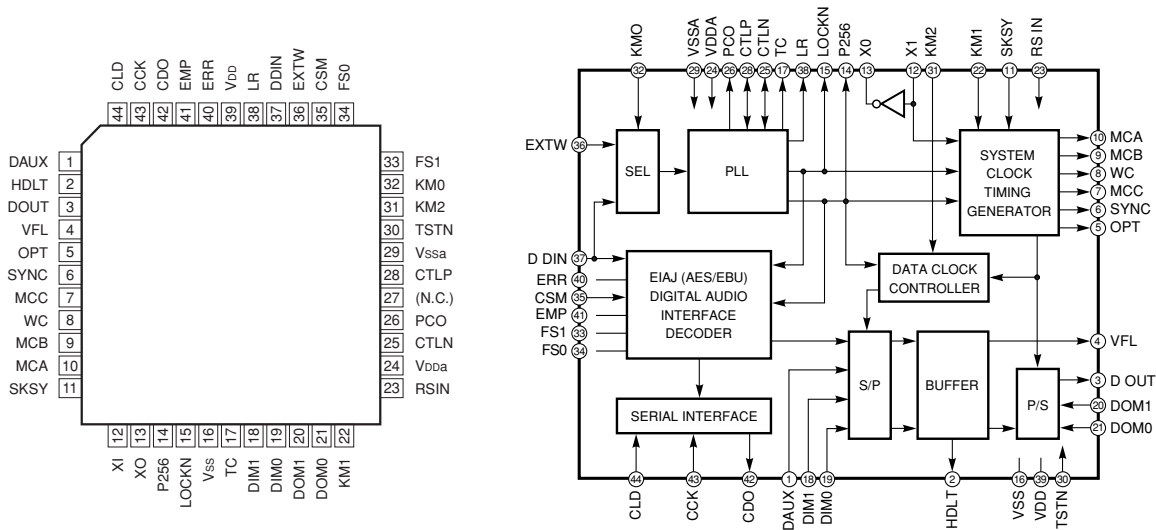 CLD CCK CDO EMP ERR VDD LR DDIN EXTW CSM FS0
44 43 42 41 40 39 38 37 36 35 34
DAUX 1
HDLT 2
DOUT 3
VFL 4
OPT 5
SYNC 6
MCC 7
WC 8
MCB 9
MCA 10
SKSY 11
33 FS1
32 KM0
31 KM2
30 TSTN
29 Vssa
28 CTLP
27 (N.C.)
26 PCO
25 CTLN
24 VDDa
23 RSIN
12 13 14 15 16 17 18 19 20 21 22
XI XO P256 LOCKN Vss TC DIM1 DIM0 DOM1 DOM0 KM1
KMO VSSA VDDA PCO CTLP CTLN TC LR LOCKN P256 X0 X1 KM2 KM1 SKSY RS IN
32 29 24 26 28 25 17 38 15 14 13 12 31 22 11 23
EXTW 36
SEL
PLL
SYSTEM
CLOCK
TIMING
GENERATOR
10 MCA
9 MCB
8 WC
7 MCC
6 SYNC
5 OPT
D DIN 37
ERR 40
CSM 35
EMP 41
FS1 33
FS0 34
EIAJ (AES/EBU)
DIGITAL AUDIO
INTERFACE
DECODER
DATA CLOCK
CONTROLLER
S/P
BUFFER
P/S
4 VFL
3 D OUT
20 DOM1
21 DOM0
SERIAL INTERFACE
44 43 42 1 18 19 2 16 39 30
CLD CCK CDO DAUX DIM1 DIM0 HDLT VSS VDD TSTN